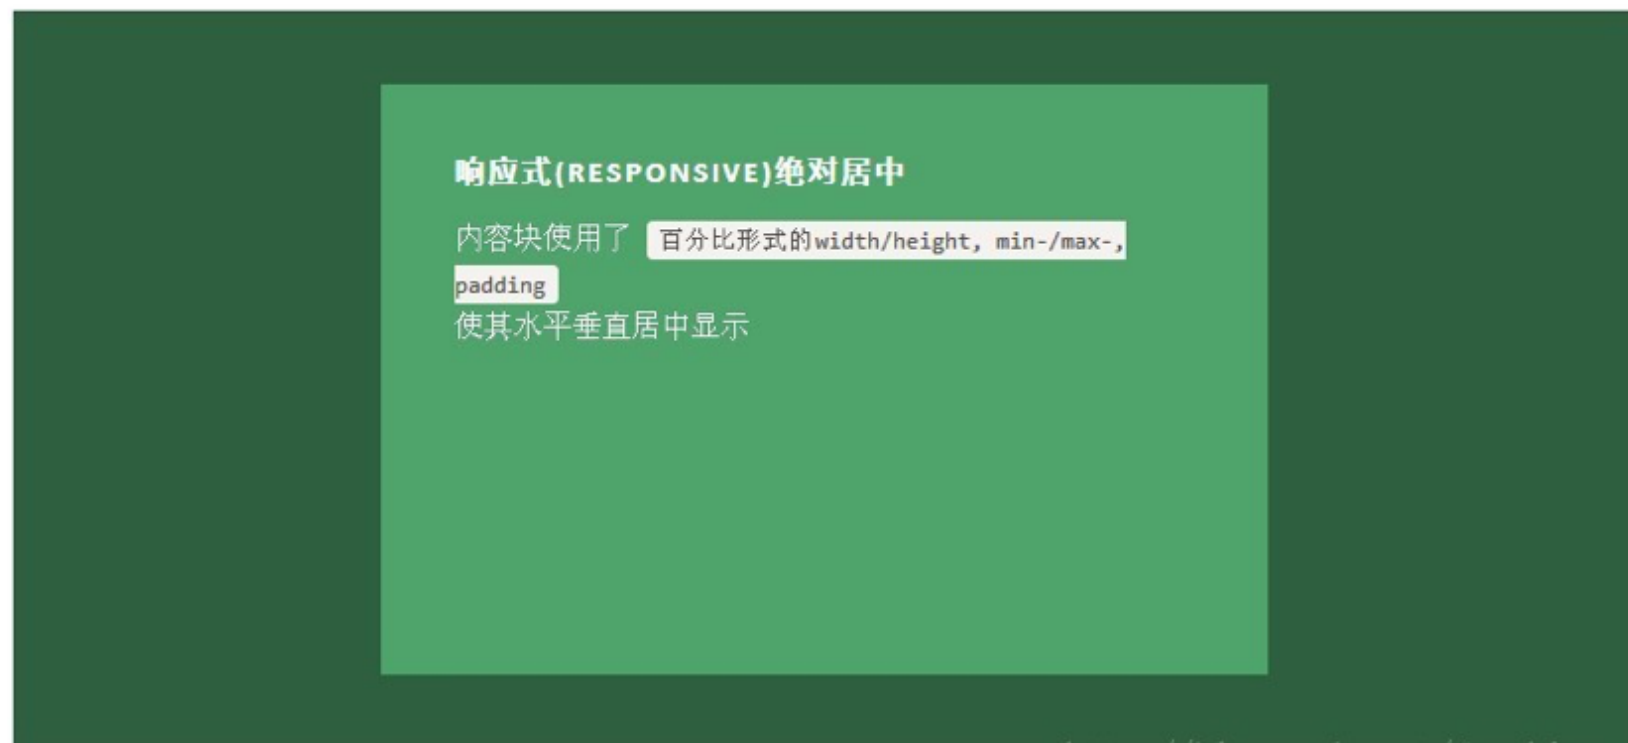 响应式(RESPONSIVE)绝对居中
内容块使用了 百分比形式的width/height, min-/max-,
padding
使其水平垂直居中显示